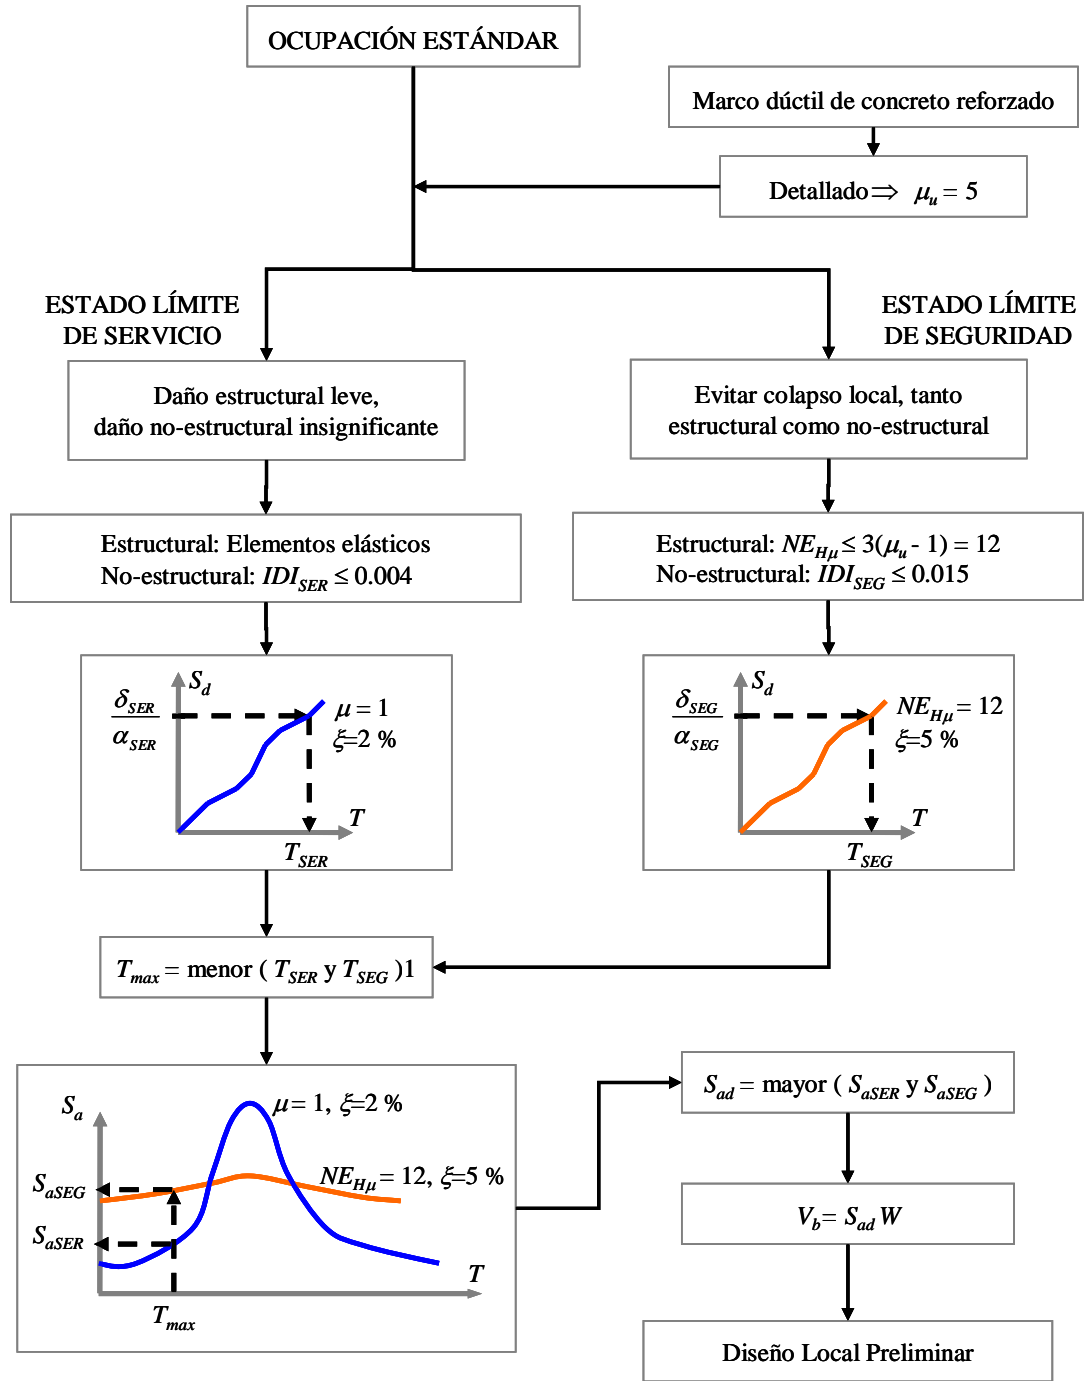 OCUPACIÓN ESTÁNDAR
Marco dúctil de concreto reforzado
Detallado⇒ μu = 5
ESTADO LÍMITE
DE SERVICIO
ESTADO LÍMITE
DE SEGURIDAD
Daño estructural leve,
daño no-estructural insignificante
Evitar colapso local, tanto
estructural como no-estructural
Estructural: Elementos elásticos
No-estructural: IDISER ≤ 0.004
Estructural: NEHμ ≤ 3(μu - 1) = 12
No-estructural: IDISEG ≤ 0.015
Sd
δSER
αSER
μ = 1
ξ=2 %
T
TSER
Sd
δSEG
αSEG
NEHμ = 12
ξ=5 %
T
TSEG
Tmax = menor ( TSER y TSEG )1
Sa
μ = 1, ξ=2 %
NEHμ = 12, ξ=5 %
SaSEG
SaSER
T
Tmax
Sad = mayor ( SaSER y SaSEG )
Vb= Sad W
Diseño Local Preliminar